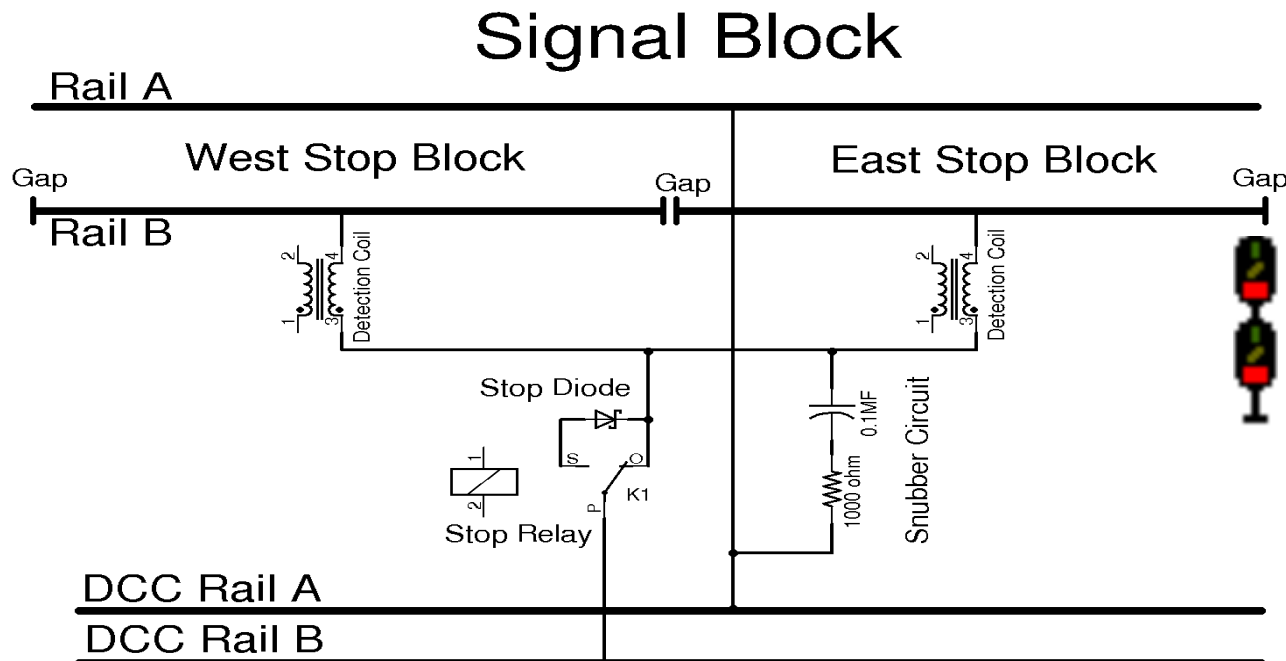 Signal Block
Rail A
West Stop Block
East Stop Block
Gap
Gap
Gap
Rail B
2
4
1
3
Detection Coil
2
4
1
3
Detection Coil
Stop Diode
S
O
K1
P
1
2
Stop Relay
0.1MF
1000 ohm
Snubber Circuit
DCC Rail A
DCC Rail B